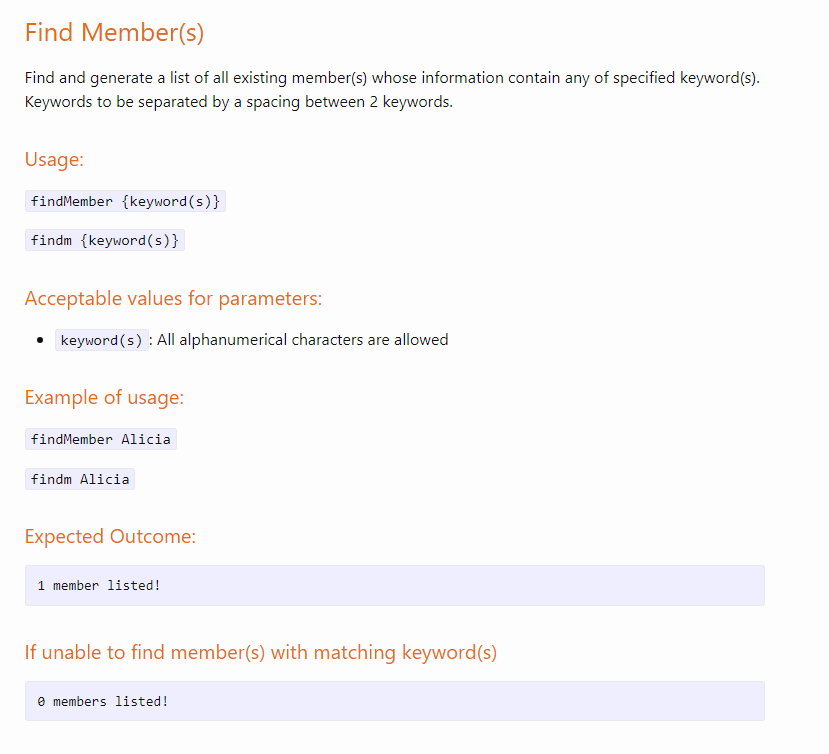 Find Member(s)
Find and generate a list of all existing member(s) whose information contain any of specified keyword(s).
Keywords to be separated by a spacing between 2 keywords.
Usage:
findMember {keyword(s)}
findm {keyword(s)}
Acceptable values for parameters:
• keyword(s) : All alphanumerical characters are allowed
Example of usage:
findMember Alicia
findm Alicia
Expected Outcome:
1 member listed!
If unable to find member(s) with matching keyword(s)
0 members listed!